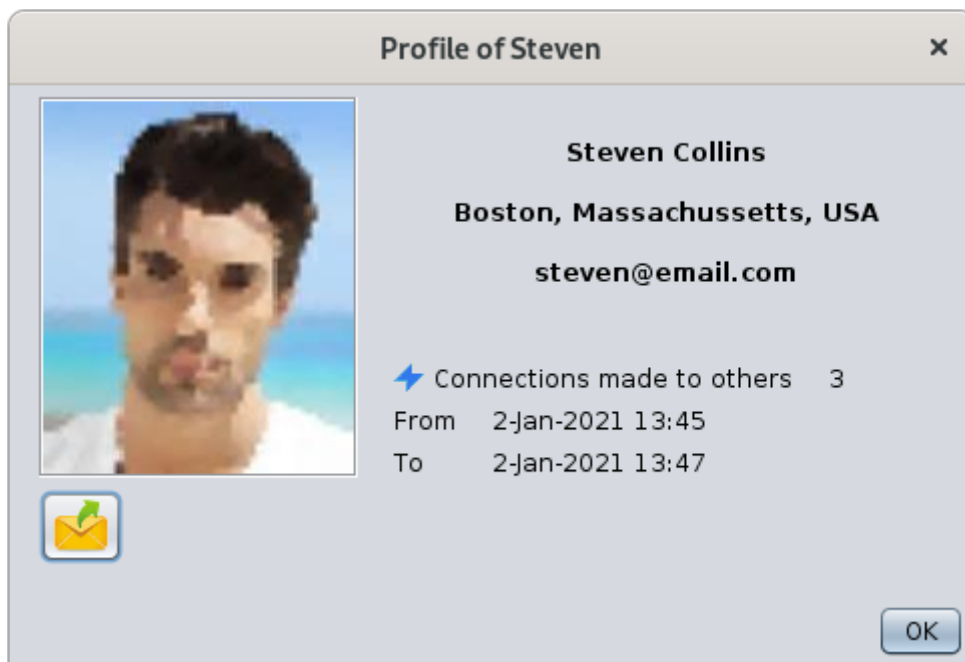 Profile of Steven
Steven Collins
Boston, Massachussetts, USA
steven@email.com
Connections made to others 3
From 2-Jan-2021 13:45
To 2-Jan-2021 13:47
OK